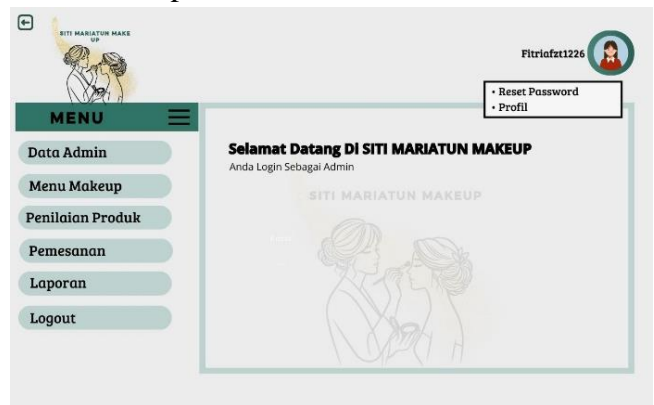 SITI MARIATUN MAKE
UP
Fitriafzt1226
• Reset Password
• Profil
MENU
Data Admin
Menu Makeup
Penilaian Produk
Pemesanan
Laporan
Logout
Selamat Datang Di SITI MARIATUN MAKEUP
Anda Login Sebagai Admin
SITI MARIATUN MAKEUP